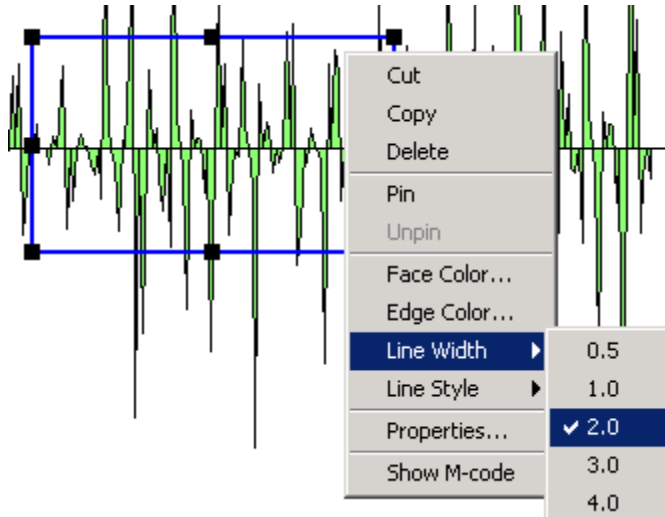 Cut
Copy
Delete
Pin
Unpin
Face Color...
Edge Color...
Line Width
Line Style
Properties...
Show M-code
0.5
1.0
2.0
3.0
4.0